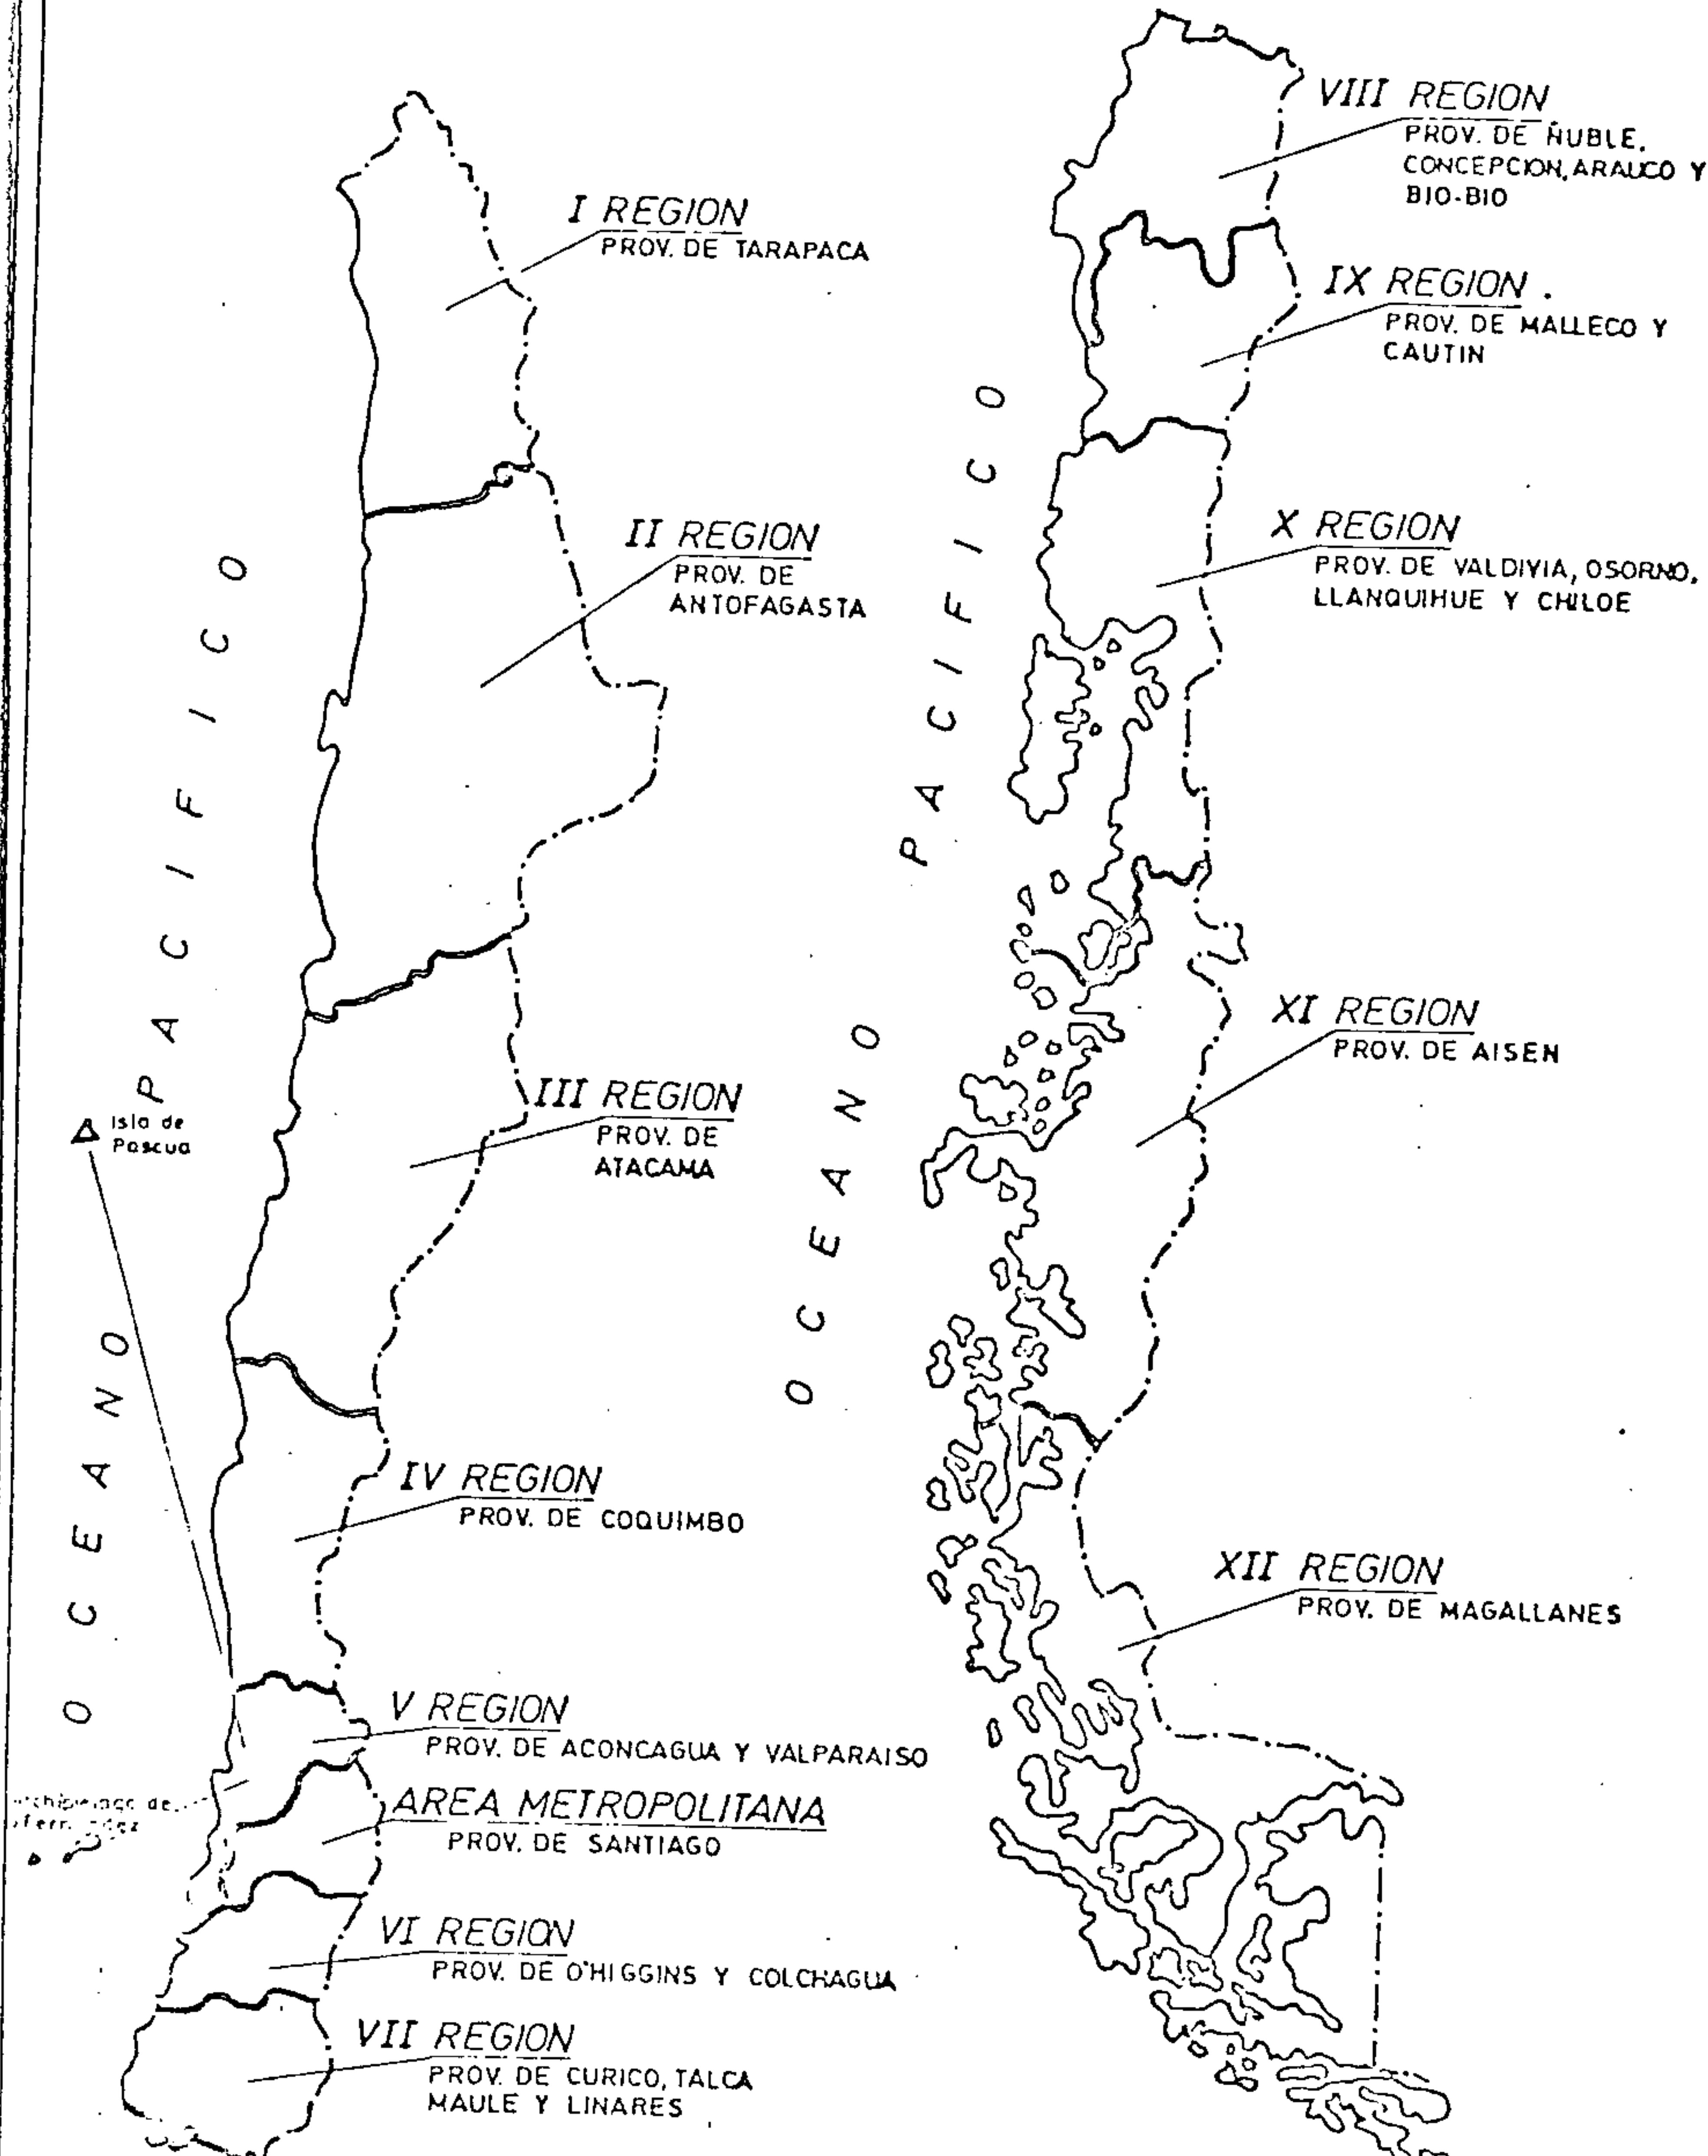 I REGION
PROV. DE TARAPACA
II REGION
PROV. DE
ANTOFAGASTA
III REGION
PROV. DE
ATACAMA
Isla de
Pascua
IV REGION
PROV. DE COQUIMBO
V REGION
PROV. DE ACONCAGUA Y VALPARAISO
AREA METROPOLITANA
PROV. DE SANTIAGO
VI REGION
PROV. DE O'HIGGINS Y COLCHAGUA
VII REGION
PROV. DE CURICO, TALCA
MAULE Y LINARES
OCEANO PACIFICO
VIII REGION
PROV. DE ÑUBLE,
CONCEPCION, ARAUCO Y
BIO-BIO
IX REGION
PROV. DE MALLECO Y
CAUTIN
X REGION
PROV. DE VALDIVIA, OSORNO,
LLANQUIHUE Y CHILOE
XI REGION
PROV. DE AISEN
XII REGION
PROV. DE MAGALLANES
OCEANO PACIFICO